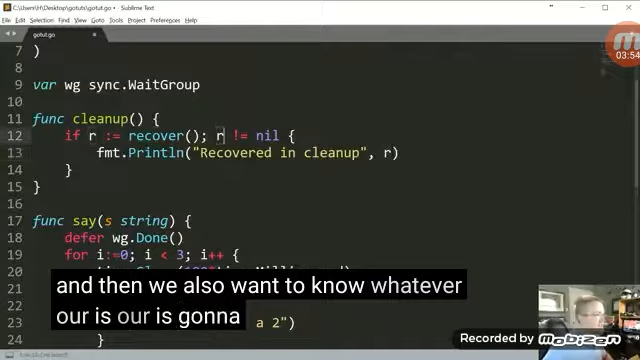 C:\Users\H\Desktop\gotuts\gotut.go • - Sublime Text
File Edit Selection Find View Goto Tools Project Preferences Help
gotut.go
7 )
8
9 var wg sync.WaitGroup
10
11 func cleanup() {
12 if r := recover(); r != nil {
13 fmt.Println("Recovered in cleanup", r)
14 }
15 }
16
17 func say(s string) {
18 defer wg.Done()
19 for i:=0; i < 3; i++ {
20
and then we also want to know whatever
our is our is gonna
a 2")
23
24 }
03:54
Recorded by Mobizen